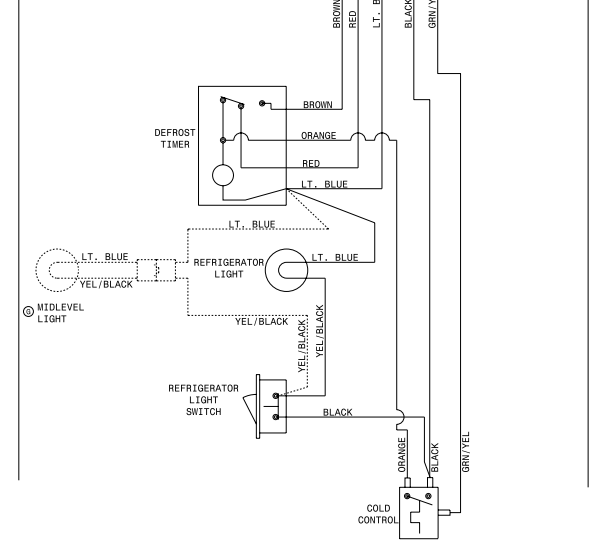 BROWN
RED
LT. B
BLACK
GRN/Y
BROWN
DEFROST
TIMER
ORANGE
RED
LT. BLUE
LT. BLUE
LT. BLUE
REFRIGERATOR
LIGHT
LT. BLUE
YEL/BLACK
G MIDLEVEL
LIGHT
YEL/BLACK
YEL/BLACK
YEL/BLACK
REFRIGERATOR
LIGHT
SWITCH
BLACK
ORANGE
BLACK
GRN/YEL
COLD
CONTROL